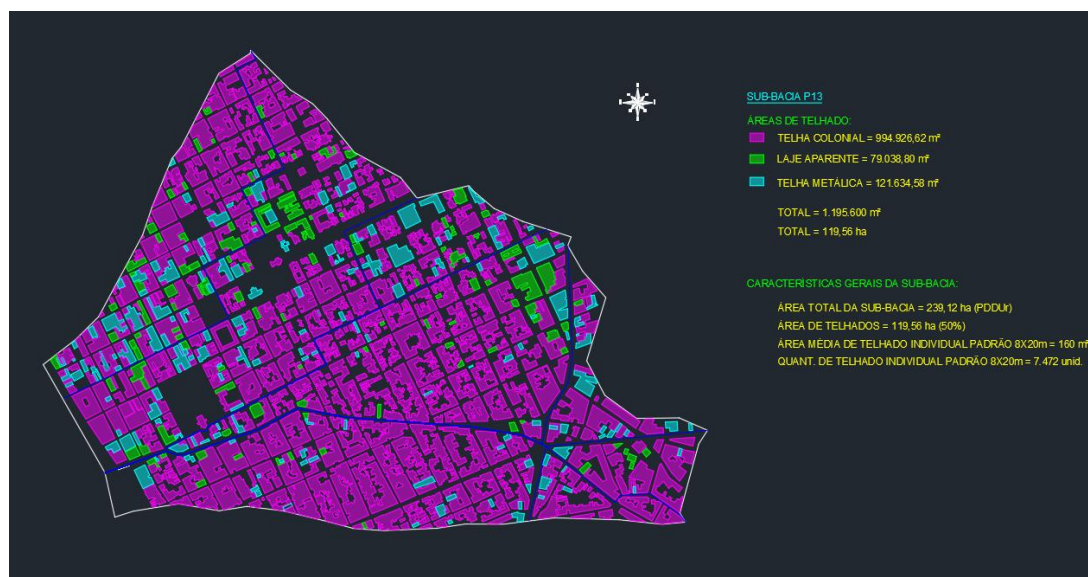 SUB-BACIA P13
ÁREAS DE TELHADO:
TELHA COLONIAL = 994.926,62 m²
LAJE APARENTE = 79.038,80 m²
TELHA METÁLICA = 121.634,58 m²
TOTAL = 1.195.600 m²
TOTAL = 119,56 ha
CARACTERÍSTICAS GERAIS DA SUB-BACIA:
ÁREA TOTAL DA SUB-BACIA = 239,12 ha (PDDUr)
ÁREA DE TELHADOS = 119,56 ha (50%)
ÁREA MÉDIA DE TELHADO INDIVIDUAL PADRÃO 8X20m = 160 m²
QUANT. DE TELHADO INDIVIDUAL PADRÃO 8X20m = 7.472 unid.